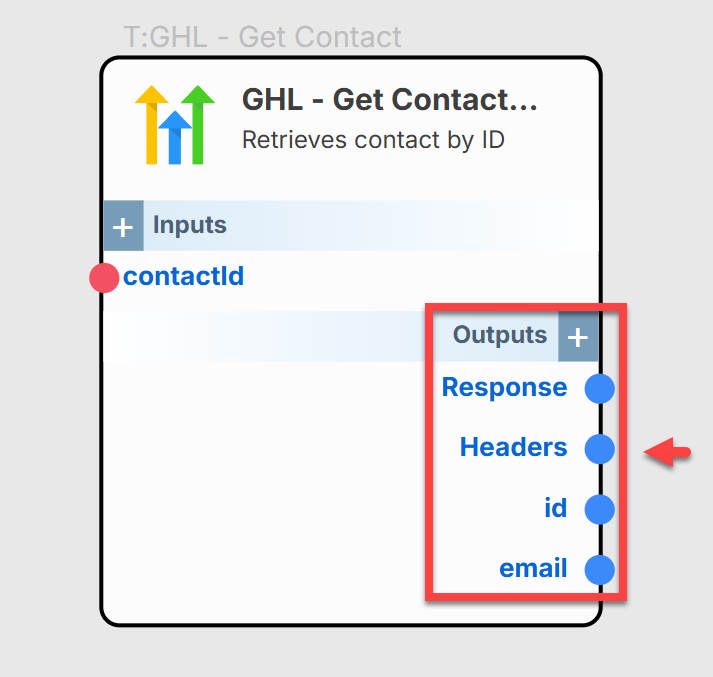 T:GHL - Get Contact
GHL - Get Contact...
Retrieves contact by ID
+ Inputs
contactId
Outputs +
Response
Headers
id
email